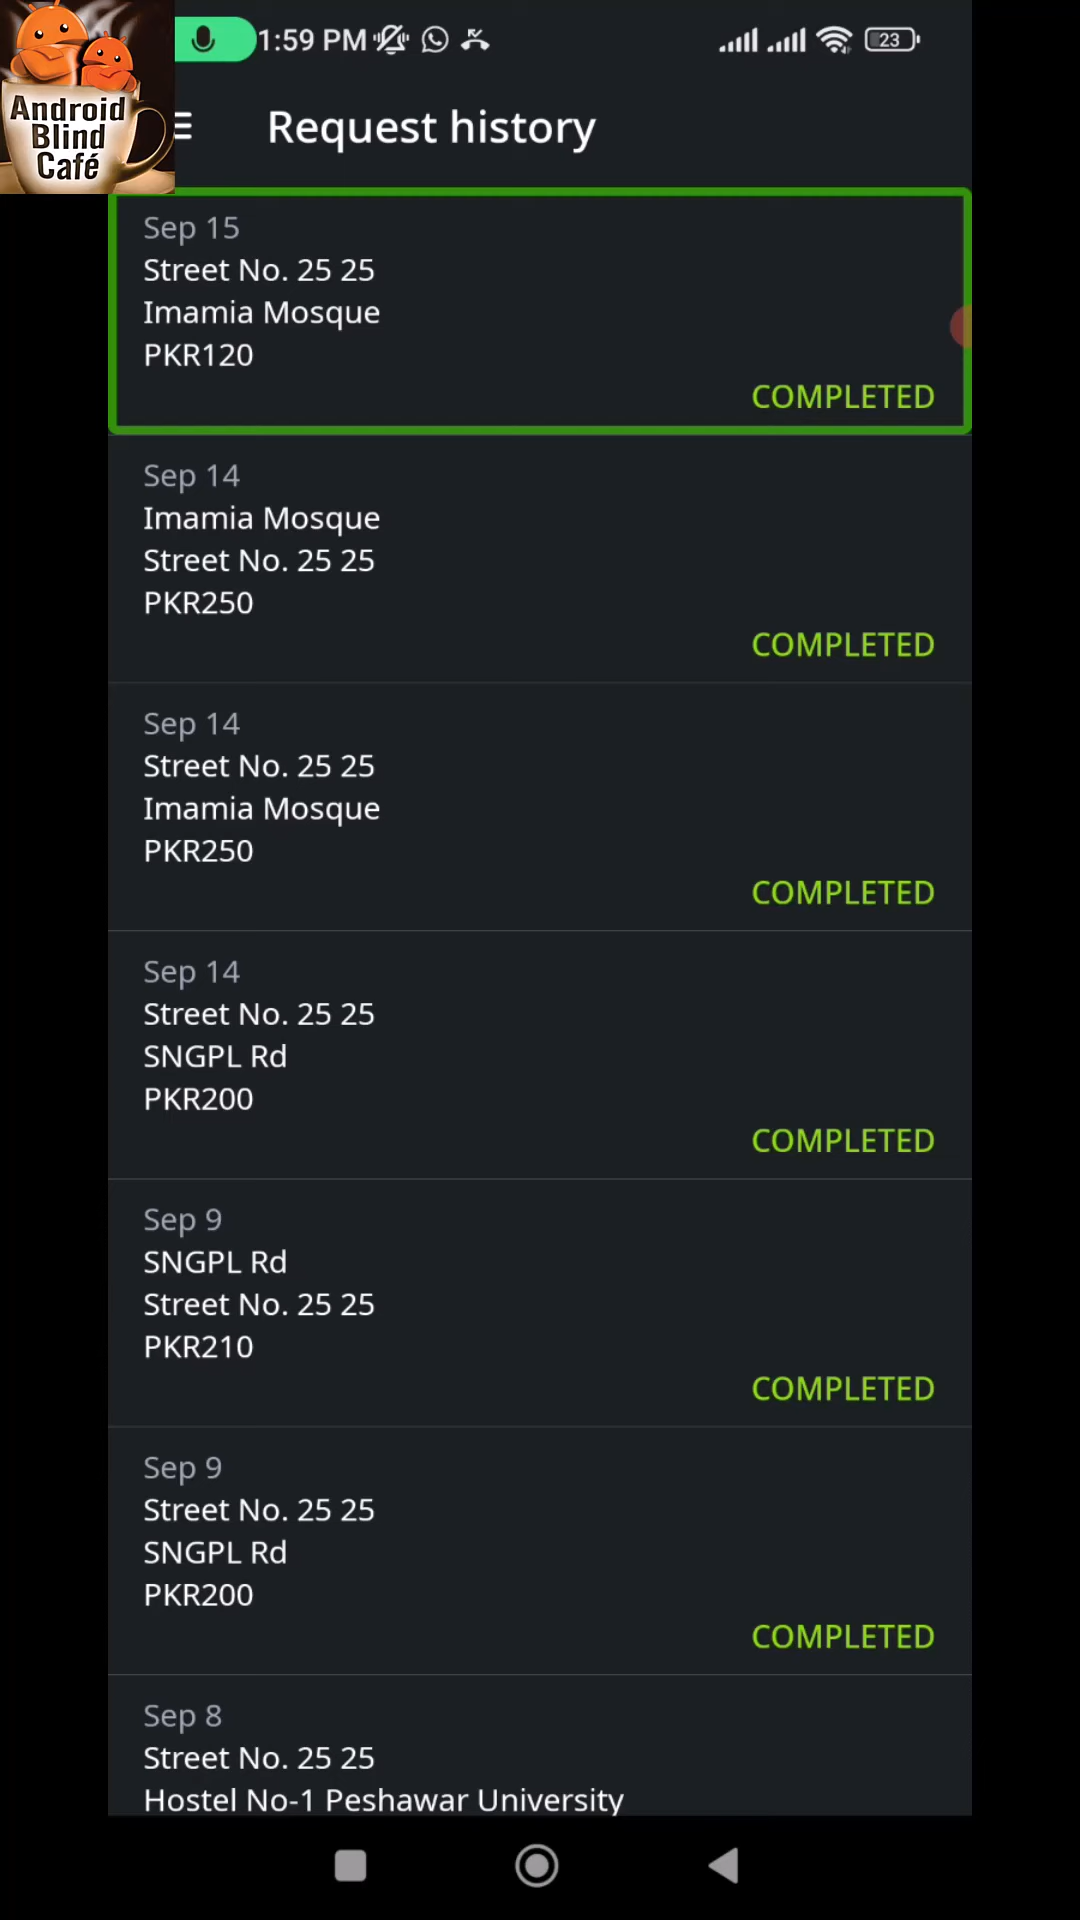 Android
Blind
Café
1:59 PM
23
Request history
Sep 15
Street No. 25 25
Imamia Mosque
PKR120
COMPLETED
Sep 14
Imamia Mosque
Street No. 25 25
PKR250
COMPLETED
Sep 14
Street No. 25 25
Imamia Mosque
PKR250
COMPLETED
Sep 14
Street No. 25 25
SNGPL Rd
PKR200
COMPLETED
Sep 9
SNGPL Rd
Street No. 25 25
PKR210
COMPLETED
Sep 9
Street No. 25 25
SNGPL Rd
PKR200
COMPLETED
Sep 8
Street No. 25 25
Hostel No-1 Peshawar University